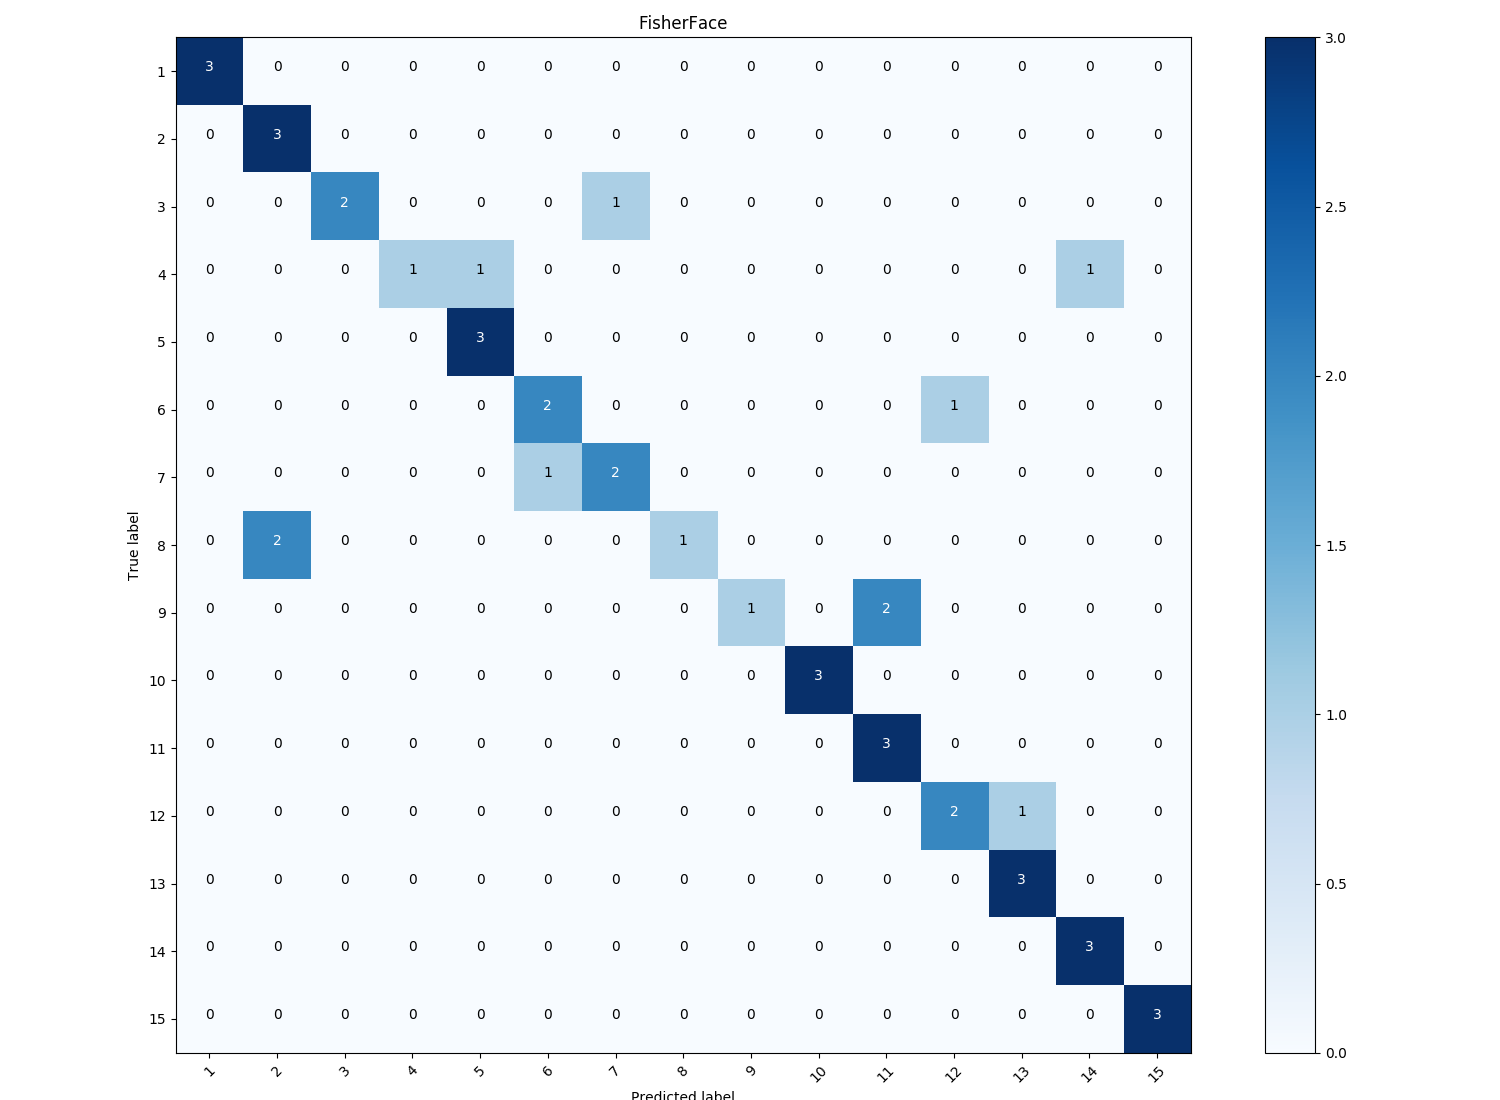 FisherFace
1 3 0 0 0 0 0 0 0 0 0 0 0 0 0 0
2 0 3 0 0 0 0 0 0 0 0 0 0 0 0 0
3 0 0 2 0 0 0 1 0 0 0 0 0 0 0 0
4 0 0 0 1 1 0 0 0 0 0 0 0 0 1 0
5 0 0 0 0 3 0 0 0 0 0 0 0 0 0 0
6 0 0 0 0 0 2 0 0 0 0 0 1 0 0 0
7 0 0 0 0 0 1 2 0 0 0 0 0 0 0 0
8 0 2 0 0 0 0 0 1 0 0 0 0 0 0 0
9 0 0 0 0 0 0 0 0 1 0 2 0 0 0 0
10 0 0 0 0 0 0 0 0 0 3 0 0 0 0 0
11 0 0 0 0 0 0 0 0 0 0 3 0 0 0 0
12 0 0 0 0 0 0 0 0 0 0 0 2 1 0 0
13 0 0 0 0 0 0 0 0 0 0 0 0 3 0 0
14 0 0 0 0 0 0 0 0 0 0 0 0 0 3 0
15 0 0 0 0 0 0 0 0 0 0 0 0 0 0 3
1 2 3 4 5 6 7 8 9 10 11 12 13 14 15
True label
Predicted label
3.0
2.5
2.0
1.5
1.0
0.5
0.0